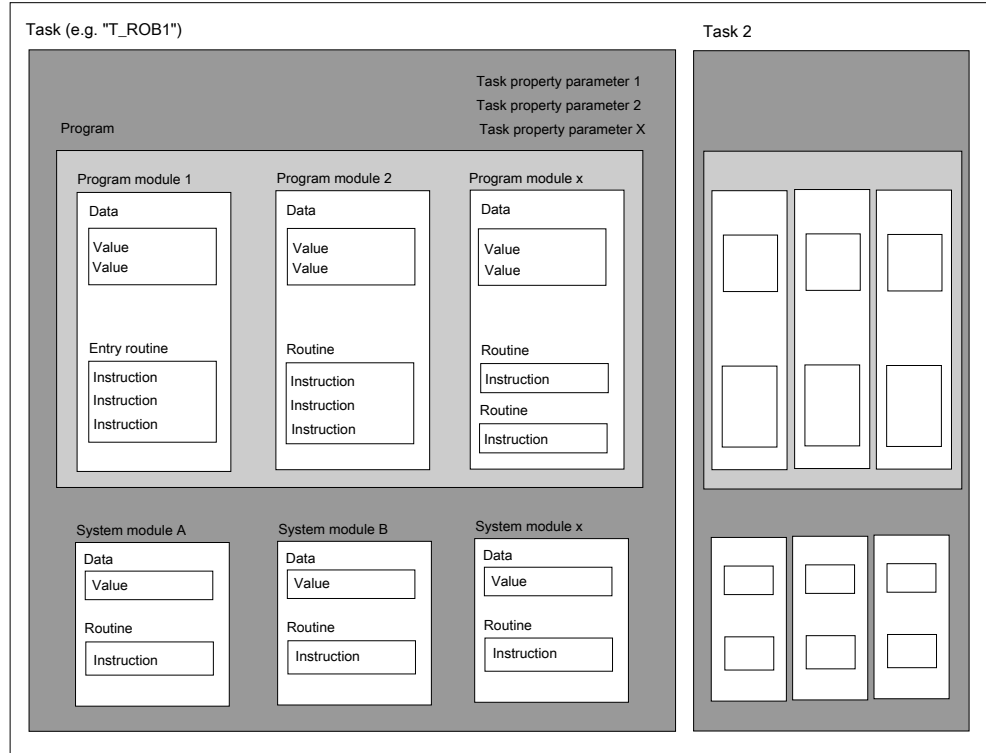 Task (e.g. "T_ROB1")
Task 2
Task property parameter 1
Task property parameter 2
Task property parameter X
Program
Program module 1
Data
Value
Value
Entry routine
Instruction
Instruction
Instruction
Program module 2
Data
Value
Value
Routine
Instruction
Instruction
Instruction
Program module x
Data
Value
Value
Routine
Instruction
Routine
Instruction
System module A
Data
Value
Routine
Instruction
System module B
Data
Value
Routine
Instruction
System module x
Data
Value
Routine
Instruction